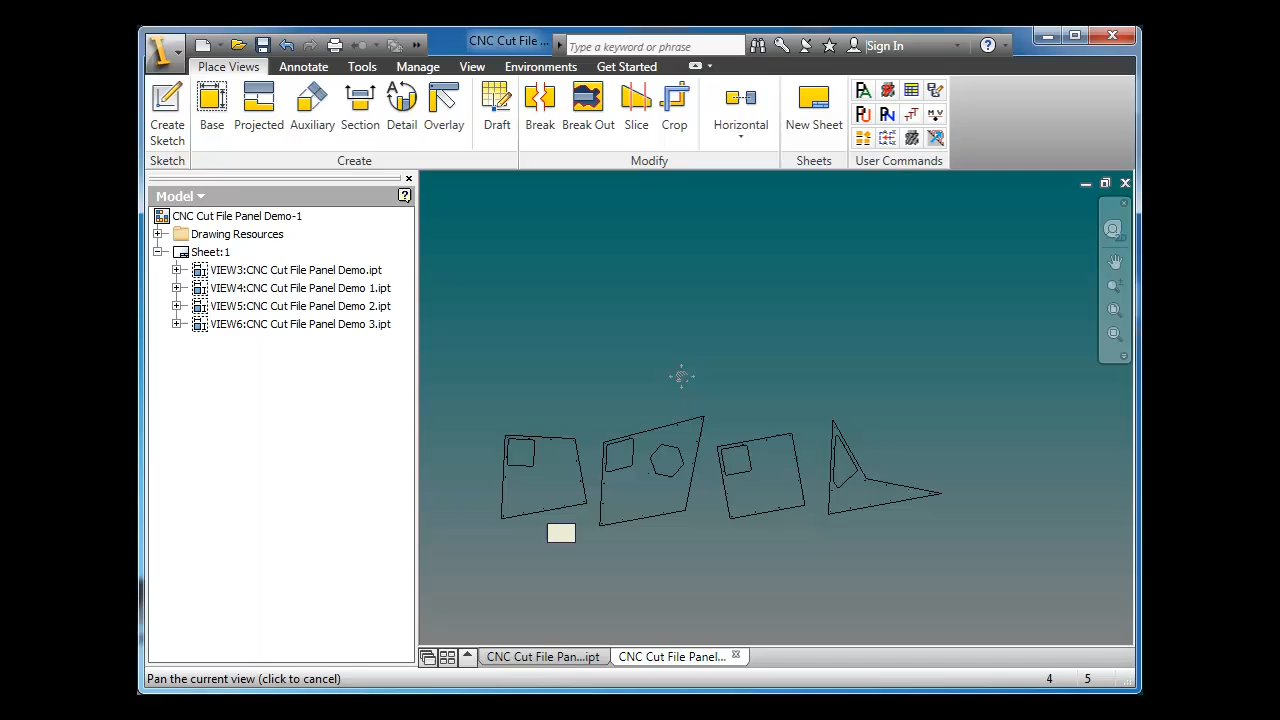 CNC Cut File ...
Type a keyword or phrase
Sign In
Place Views
Annotate
Tools
Manage
View
Environments
Get Started
Create
Sketch
Base
Projected
Auxiliary
Section
Detail
Overlay
Draft
Break
Break Out
Slice
Crop
Horizontal
New Sheet
Sketch
Create
Modify
Sheets
User Commands
Model
CNC Cut File Panel Demo-1
Drawing Resources
Sheet:1
VIEW3:CNC Cut File Panel Demo.ipt
VIEW4:CNC Cut File Panel Demo 1.ipt
VIEW5:CNC Cut File Panel Demo 2.ipt
VIEW6:CNC Cut File Panel Demo 3.ipt
CNC Cut File Pan...ipt
CNC Cut File Panel...
Pan the current view (click to cancel)
4
5